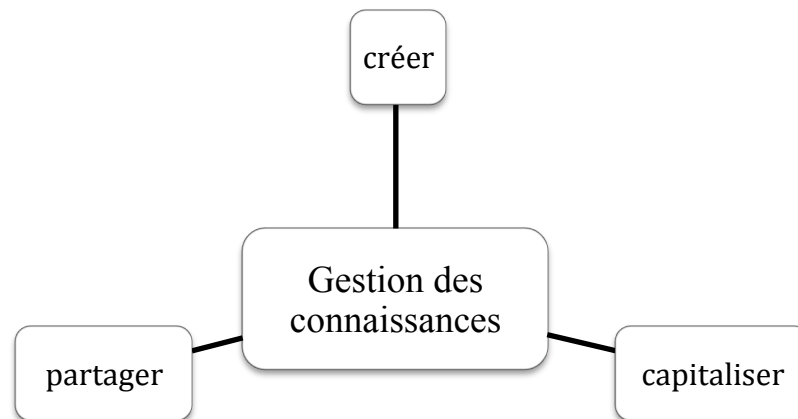 créer
Gestion des
connaissances
partager
capitaliser